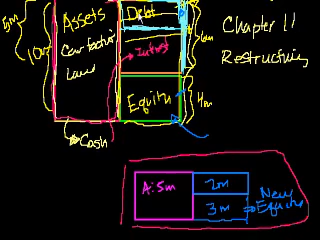 5m
10m
Assets
Car factories
Land
Debt
Interest
6m
Equity
4m
Cash
Chapter 11
Restructuring
A: 5m
2m
3m
New
Equity